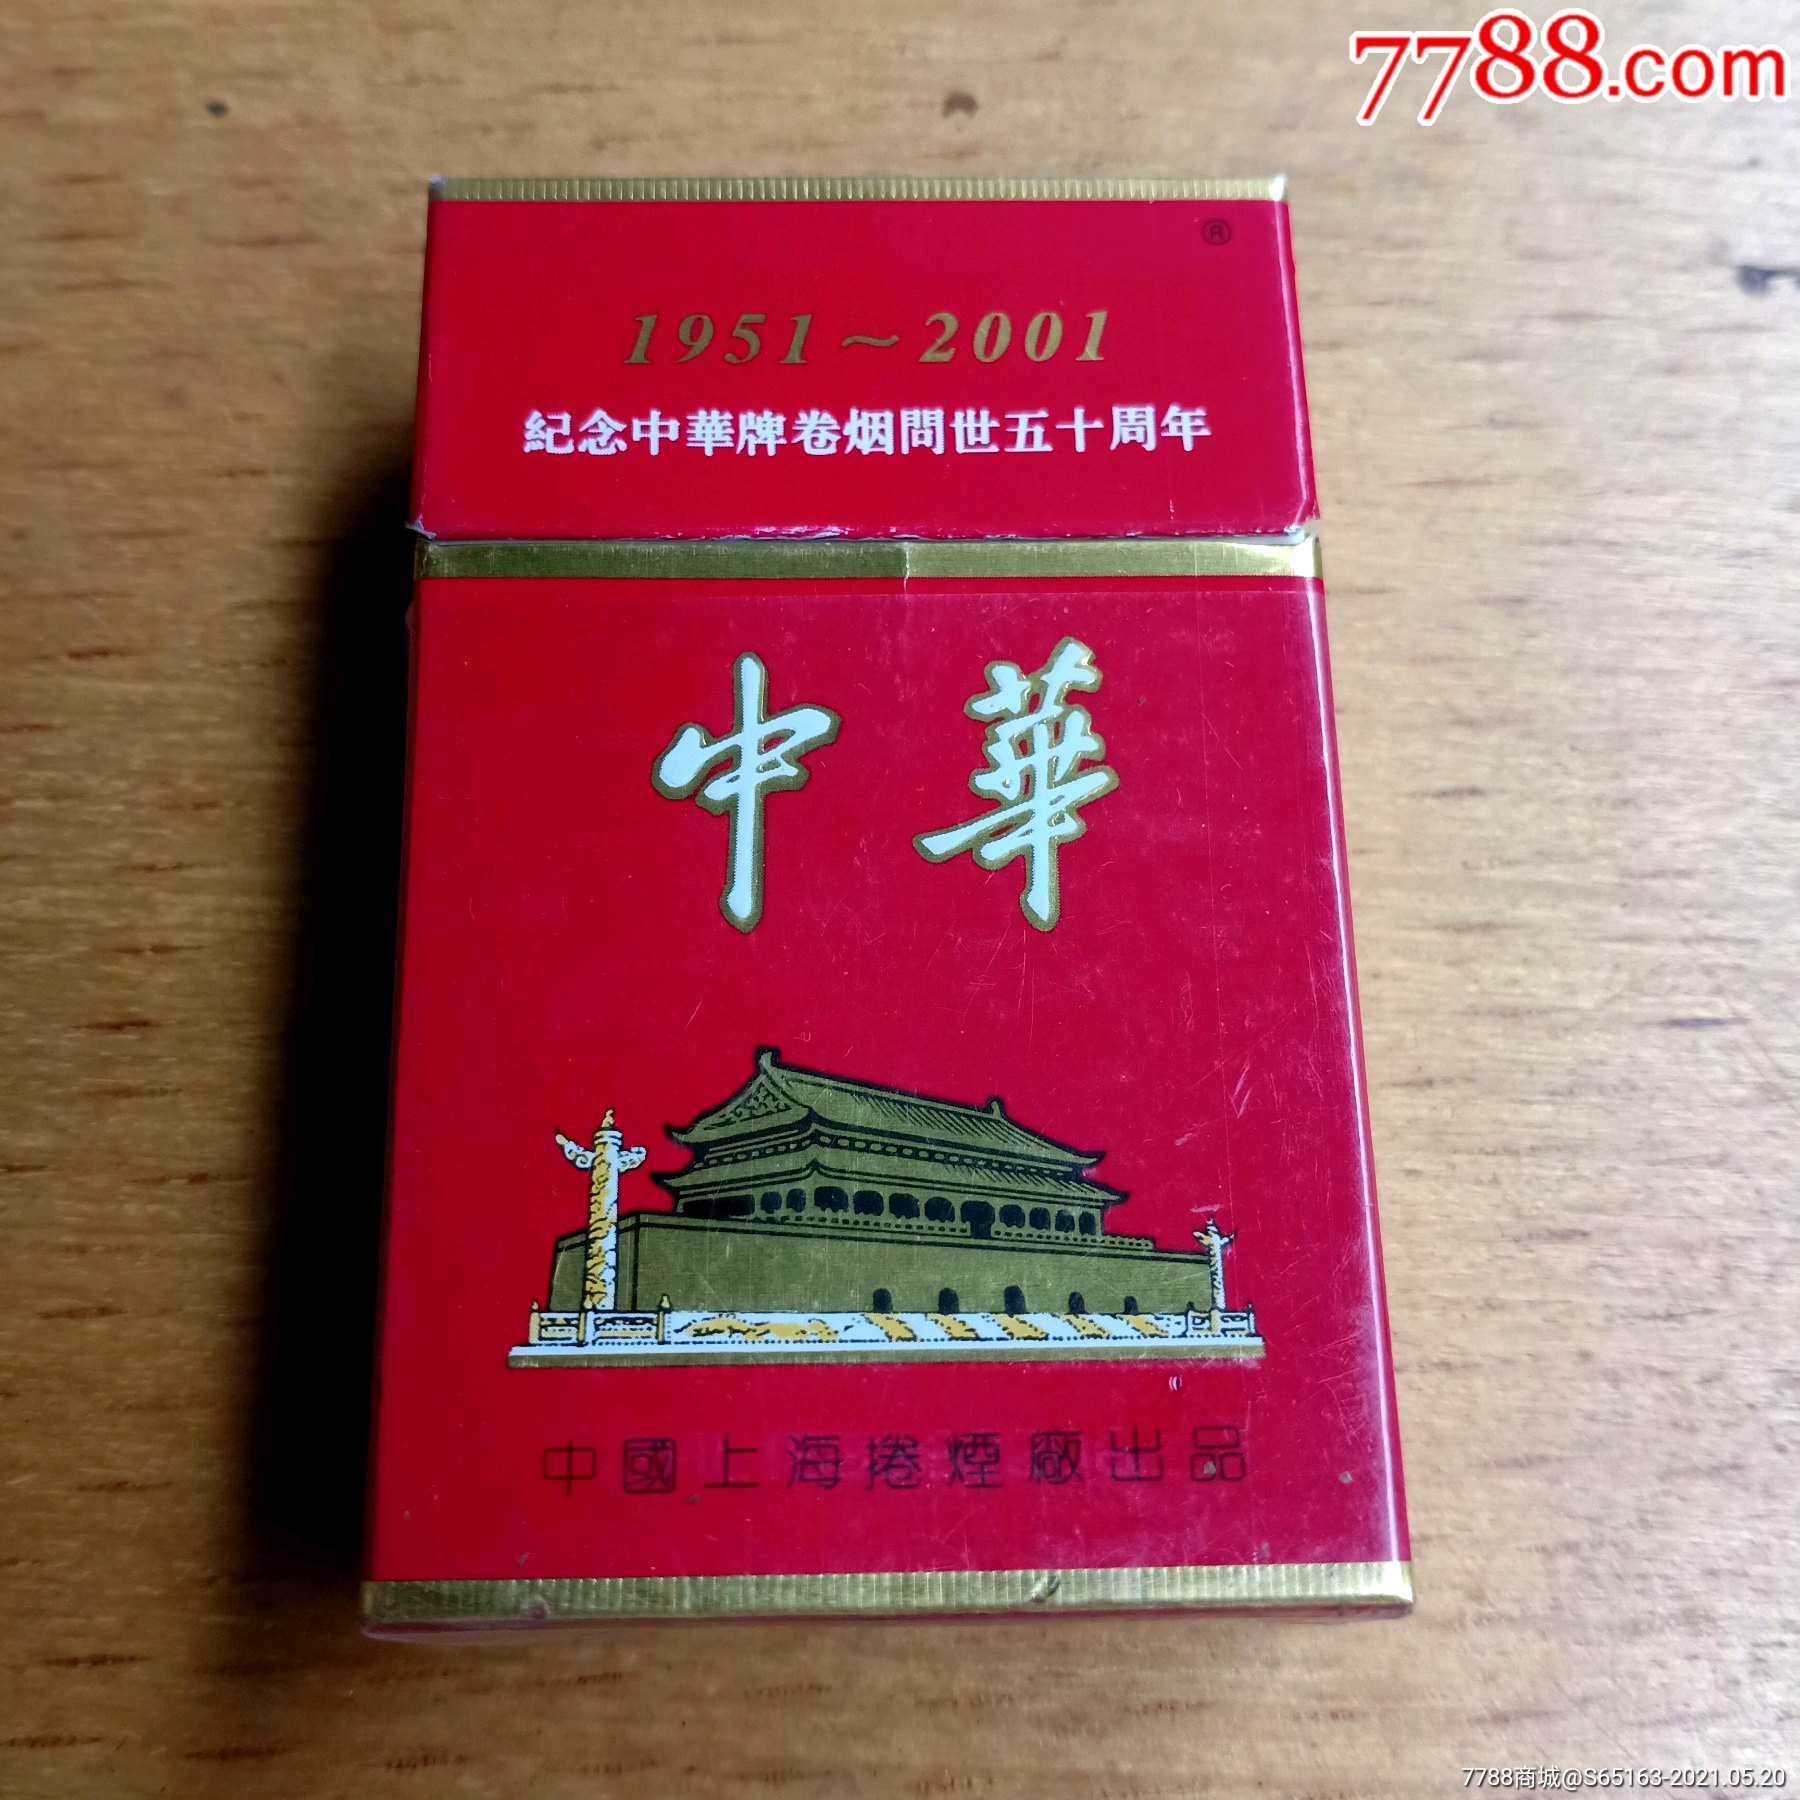 7788.com
®
1951～2001
紀念中華牌卷烟問世五十周年
中華
中國上海捲煙廠出品
7788商城@S65163-2021.05.20